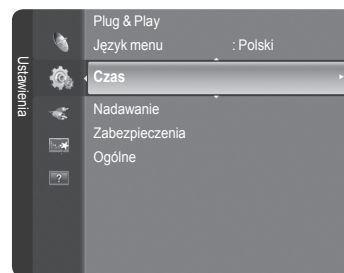 Ustawienia
Plug & Play
Język menu : Polski
Czas
Nadawanie
Zabezpieczenia
Ogólne
?